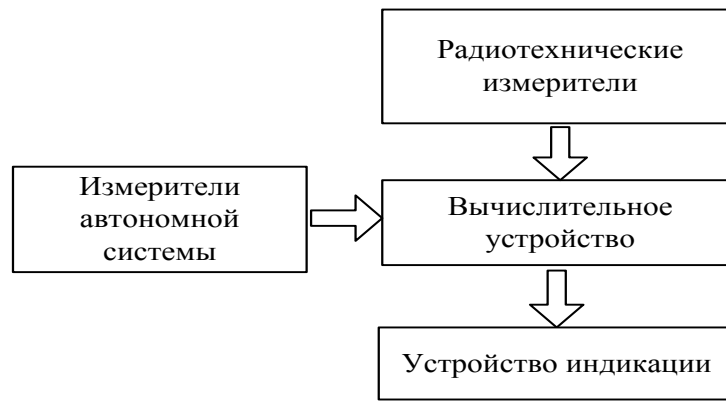 Радиотехнические
измерители
Измерители
автономной
системы
Вычислительное
устройство
Устройство индикации